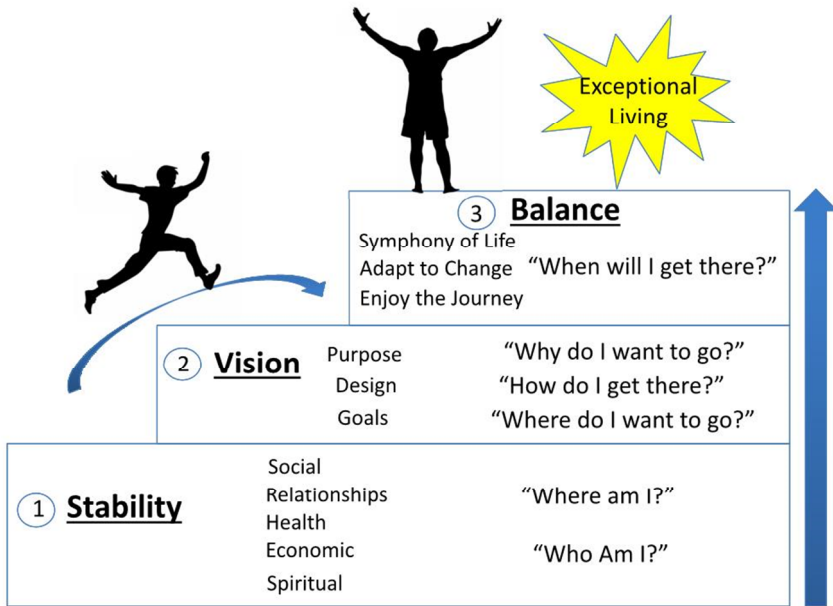 Exceptional
Living
3 Balance
Symphony of Life
Adapt to Change "When will I get there?"
Enjoy the Journey
2 Vision Purpose "Why do I want to go?"
Design "How do I get there?"
Goals "Where do I want to go?"
Social
1 Stability Relationships "Where am I?"
Health
Economic "Who Am I?"
Spiritual